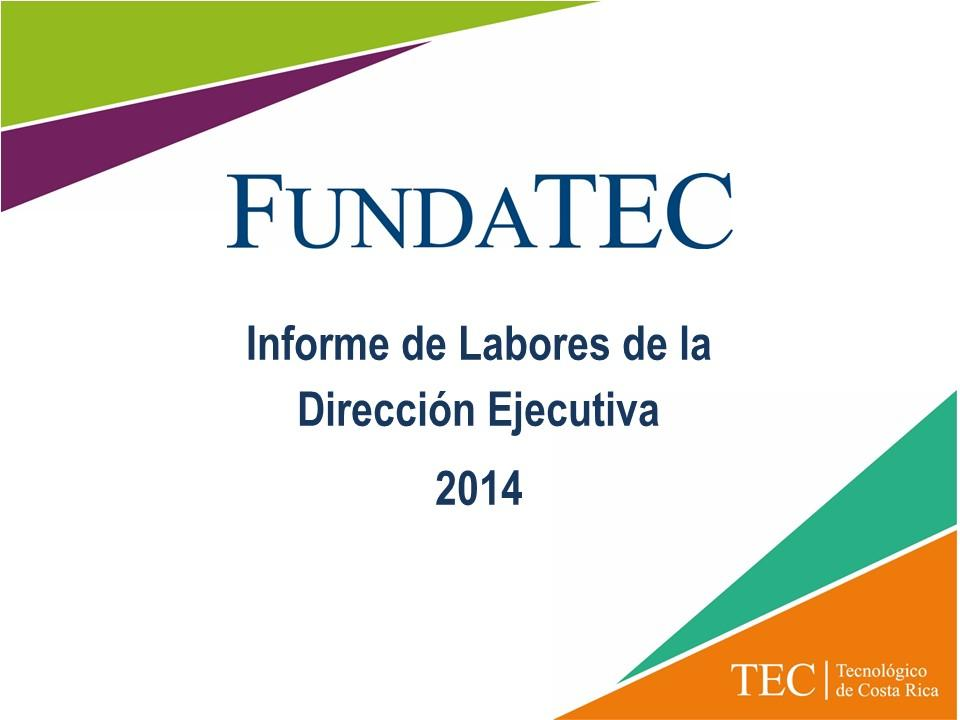 FUNDATEC
Informe de Labores de la
Dirección Ejecutiva
2014
TEC | Tecnológico
de Costa Rica